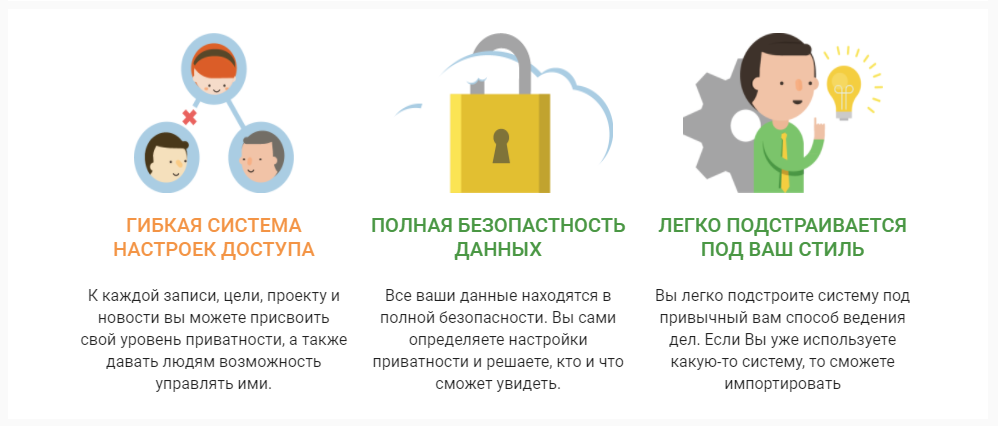 ГИБКАЯ СИСТЕМА
НАСТРОЕК ДОСТУПА
К каждой записи, цели, проекту и
новости вы можете присвоить
свой уровень приватности, а также
давать людям возможность
управлять ими.
ПОЛНАЯ БЕЗОПАСТНОСТЬ
ДАННЫХ
Все ваши данные находятся в
полной безопасности. Вы сами
определяете настройки
приватности и решаете, кто и что
сможет увидеть.
ЛЕГКО ПОДСТРАИВАЕТСЯ
ПОД ВАШ СТИЛЬ
Вы легко подстроите систему под
привычный вам способ ведения
дел. Если Вы уже используете
какую-то систему, то сможете
импортировать